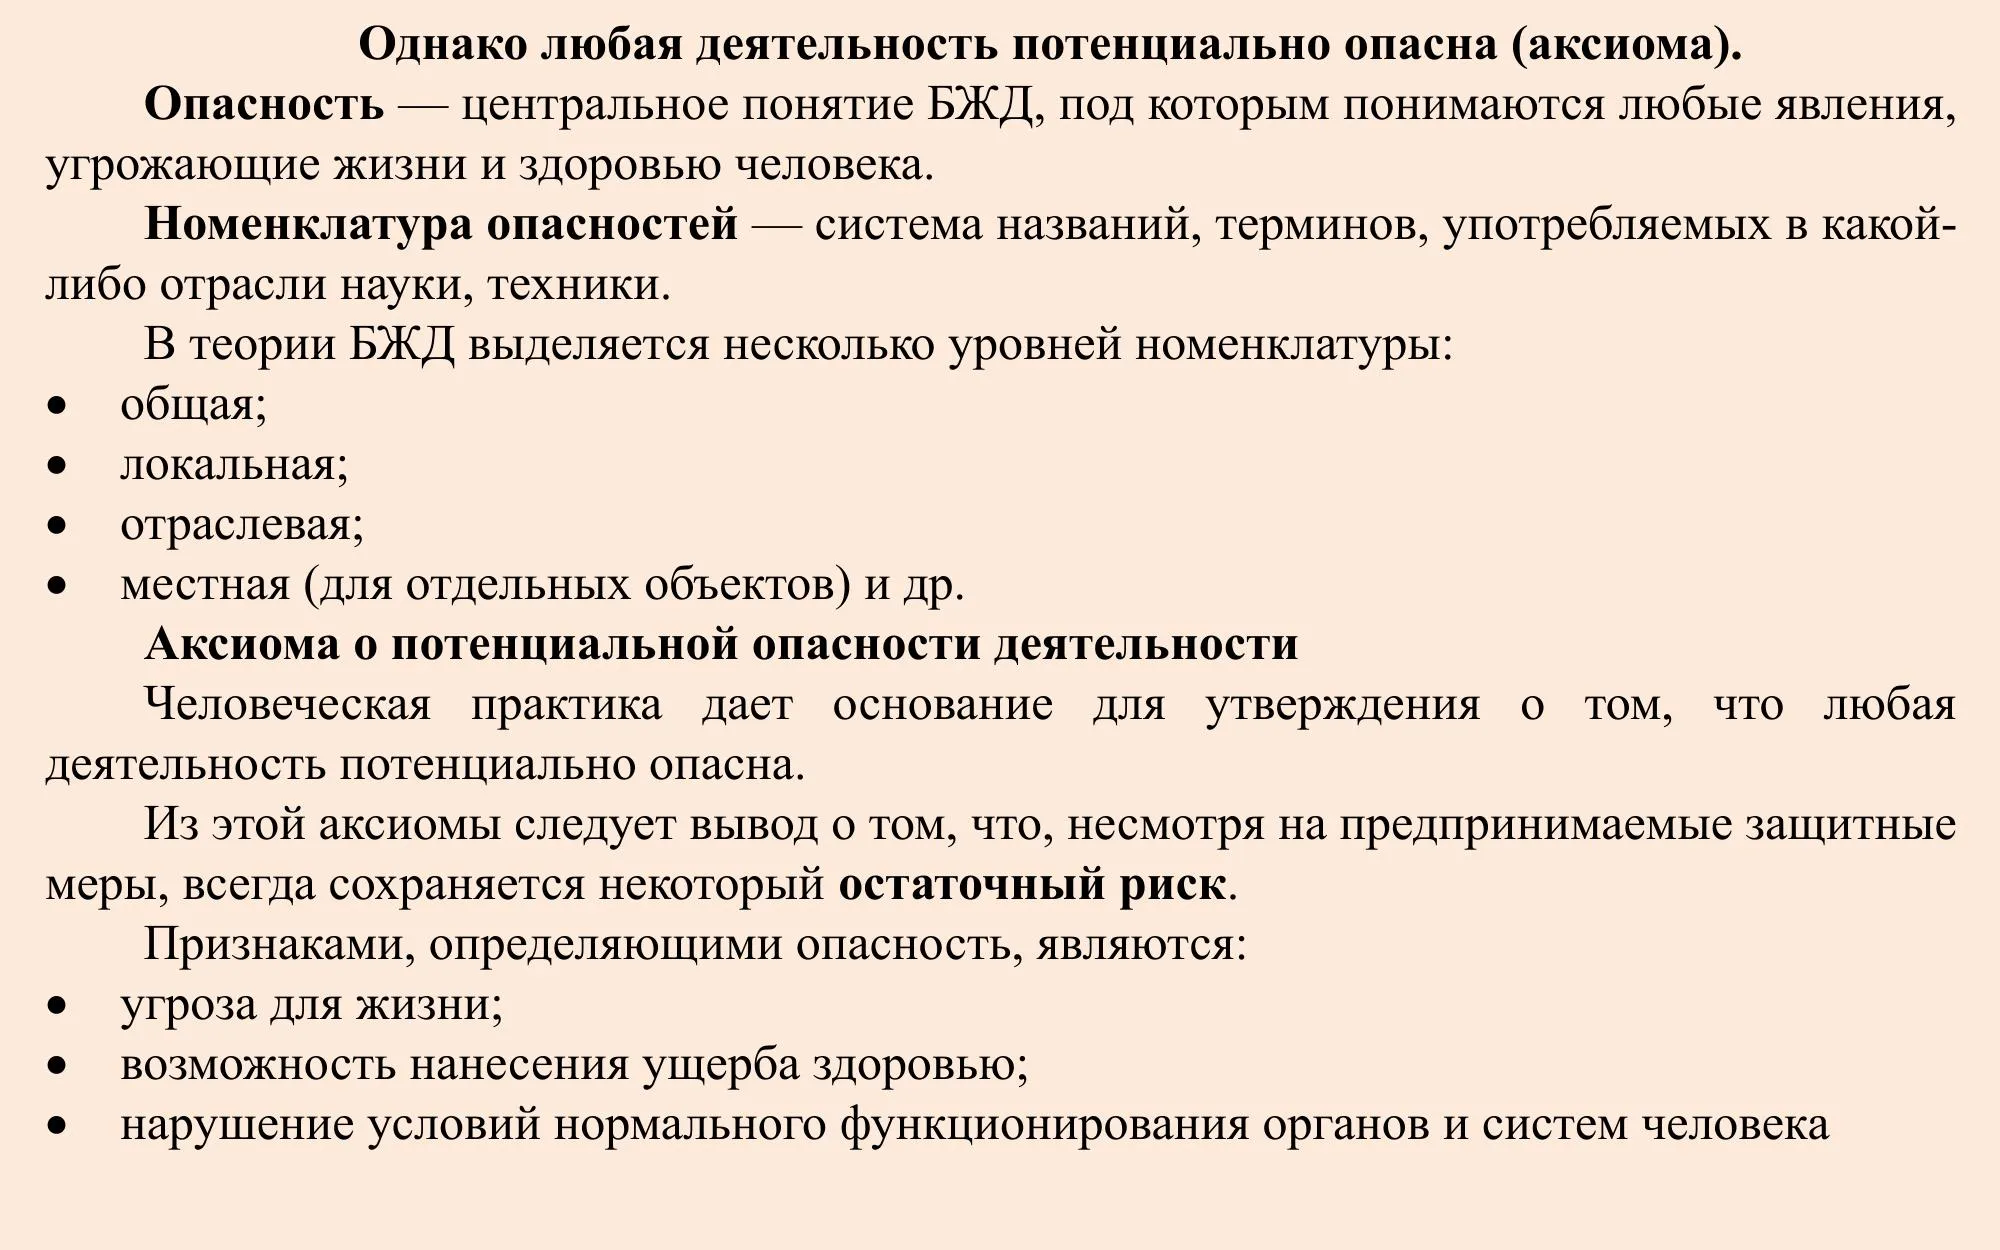 Однако любая деятельность потенциально опасна (аксиома).
Опасность — центральное понятие БЖД, под которым понимаются любые явления,
угрожающие жизни и здоровью человека.
Номенклатура опасностей — система названий, терминов, употребляемых в какой-
либо отрасли науки, техники.
В теории БЖД выделяется несколько уровней номенклатуры:
• общая;
• локальная;
• отраслевая;
• местная (для отдельных объектов) и др.
Аксиома о потенциальной опасности деятельности
Человеческая практика дает основание для утверждения о том, что любая
деятельность потенциально опасна.
Из этой аксиомы следует вывод о том, что, несмотря на предпринимаемые защитные
меры, всегда сохраняется некоторый остаточный риск.
Признаками, определяющими опасность, являются:
• угроза для жизни;
• возможность нанесения ущерба здоровью;
• нарушение условий нормального функционирования органов и систем человека